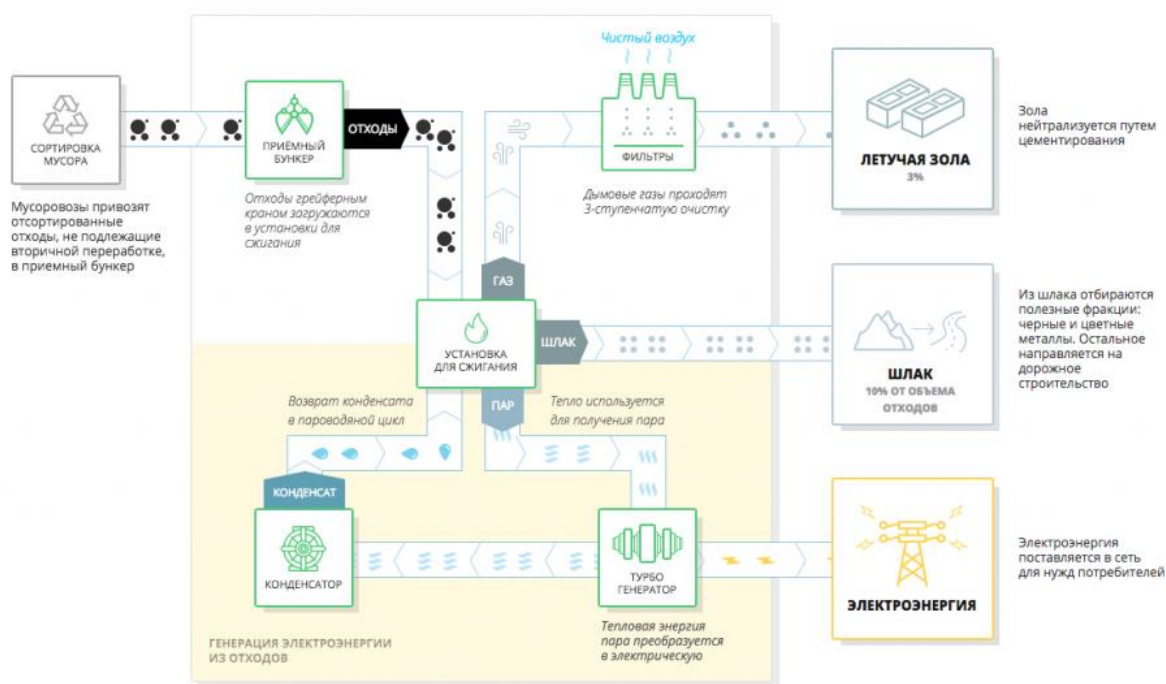 Чистый воздух
СОРТИРОВКА
МУСОРА
Мусоровозы привозят
отсортированные
отходы, не подлежащие
вторичной переработке,
в приемный бункер
ПРИЁМНЫЙ
БУНКЕР
ОТХОДЫ
Отходы грейферным
краном загружаются
в установки для
сжигания
ФИЛЬТРЫ
Дымовые газы проходят
3-ступенчатую очистку
ЛЕТУЧАЯ ЗОЛА
3%
Зола
нейтрализуется путем
цементирования
ГАЗ
УСТАНОВКА
ДЛЯ СЖИГАНИЯ
ШЛАК
ПАР
ШЛАК
10% ОТ ОБЪЕМА
ОТХОДОВ
Из шлака отбираются
полезные фракции:
черные и цветные
металлы. Остальное
направляется на
дорожное
строительство
Возврат конденсата
в пароводяной цикл
Тепло используется
для получения пара
КОНДЕНСАТ
КОНДЕНСАТОР
ТУРБО
ГЕНЕРАТОР
Тепловая энергия
пара преобразуется
в электрическую
ЭЛЕКТРОЭНЕРГИЯ
Электроэнергия
поставляется в сеть
для нужд потребителей
ГЕНЕРАЦИЯ ЭЛЕКТРОЭНЕРГИИ
ИЗ ОТХОДОВ